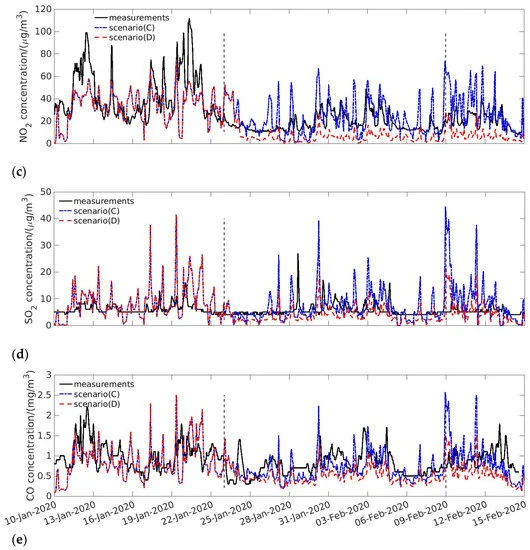 120
100
80
60
40
20
0
NO2 concentration/(μg/m3)
measurements
scenario(C)
scenario(D)
(c)
50
40
30
20
10
0
SO2 concentration/(μg/m3)
measurements
scenario(C)
scenario(D)
(d)
3
2.5
2
1.5
1
0.5
0
CO concentration/(mg/m3)
measurements
scenario(C)
scenario(D)
10-Jan-2020 13-Jan-2020 16-Jan-2020 19-Jan-2020 22-Jan-2020 25-Jan-2020 28-Jan-2020 31-Jan-2020 03-Feb-2020 06-Feb-2020 09-Feb-2020 12-Feb-2020 15-Feb-2020
(e)